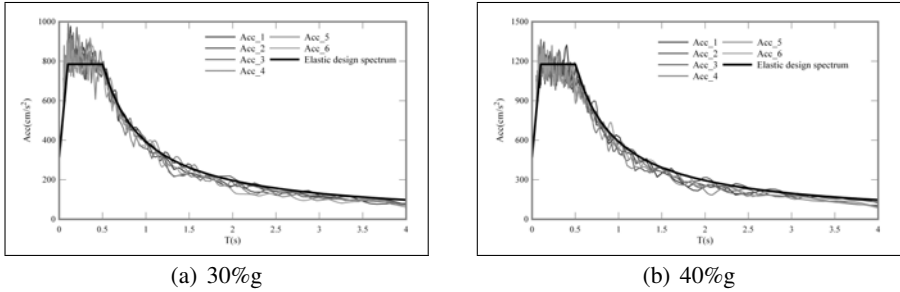 1000
800
600
400
200
0
Acc(cm/s²)
Acc_1
Acc_2
Acc_3
Acc_4
Acc_5
Acc_6
Elastic design spectrum
0 0.5 1 1.5 2 2.5 3 3.5 4
T(s)
(a) 30%g
1500
1200
900
600
300
0
Acc(cm/s²)
Acc_1
Acc_2
Acc_3
Acc_4
Acc_5
Acc_6
Elastic design spectrum
0 0.5 1 1.5 2 2.5 3 3.5 4
T(s)
(b) 40%g